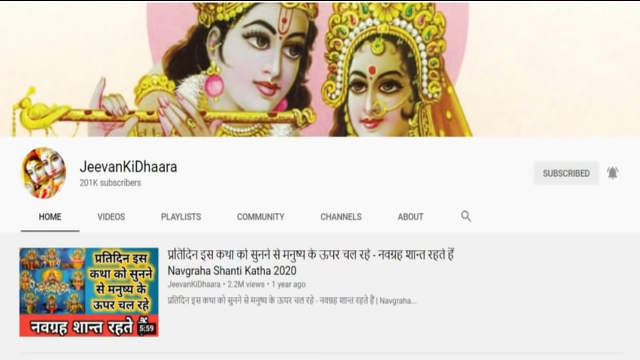 JeevanKiDhaara
201K subscribers
SUBSCRIBED
HOME VIDEOS PLAYLISTS COMMUNITY CHANNELS ABOUT
प्रतिदिन इस
कथा को सुनने
से मनुष्य के
ऊपर चल रहे
नवग्रह शान्त रहते हैं
5:59
प्रतिदिन इस कथा को सुनने से मनुष्य के ऊपर चल रहे - नवग्रह शान्त रहते हैं
Navgraha Shanti Katha 2020
JeevanKiDhaara • 2.2M views • 1 year ago
प्रतिदिन इस कथा को सुनने से मनुष्य के ऊपर चल रहे - नवग्रह शान्त रहते हैं | Navgraha...